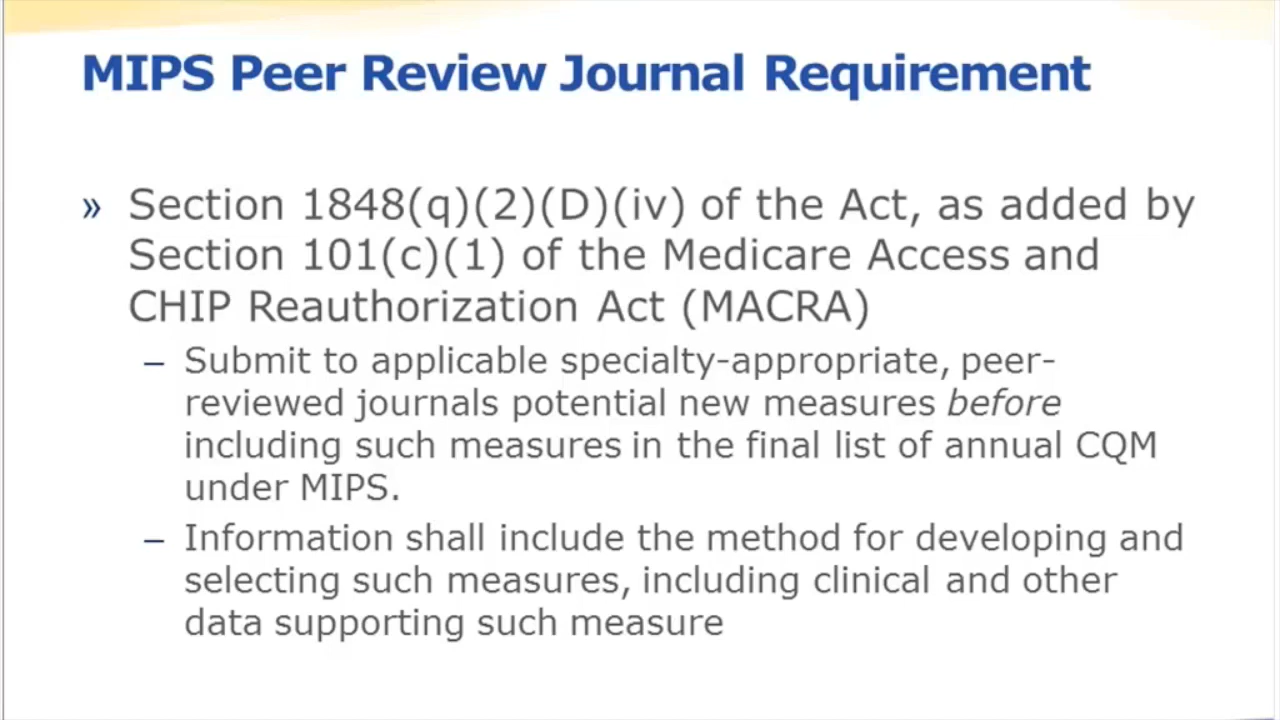 MIPS Peer Review Journal Requirement
» Section 1848(q)(2)(D)(iv) of the Act, as added by
Section 101(c)(1) of the Medicare Access and
CHIP Reauthorization Act (MACRA)
– Submit to applicable specialty-appropriate, peer-
reviewed journals potential new measures before
including such measures in the final list of annual CQM
under MIPS.
– Information shall include the method for developing and
selecting such measures, including clinical and other
data supporting such measure